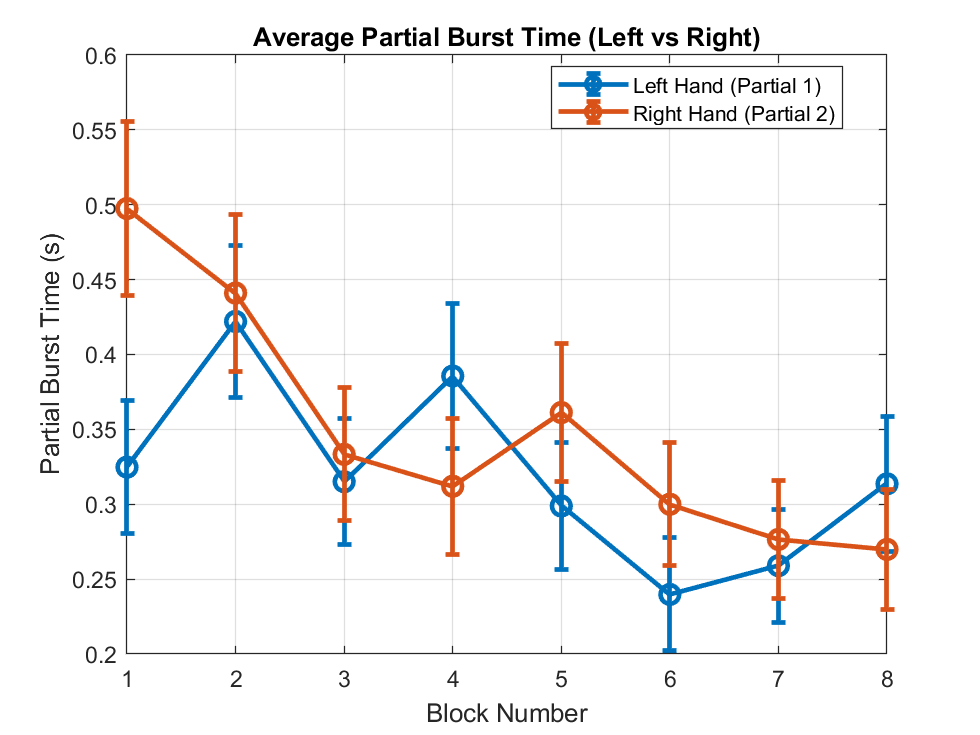 Average Partial Burst Time (Left vs Right)
Left Hand (Partial 1)
Right Hand (Partial 2)
Partial Burst Time (s)
0.6
0.55
0.5
0.45
0.4
0.35
0.3
0.25
0.2
1 2 3 4 5 6 7 8
Block Number